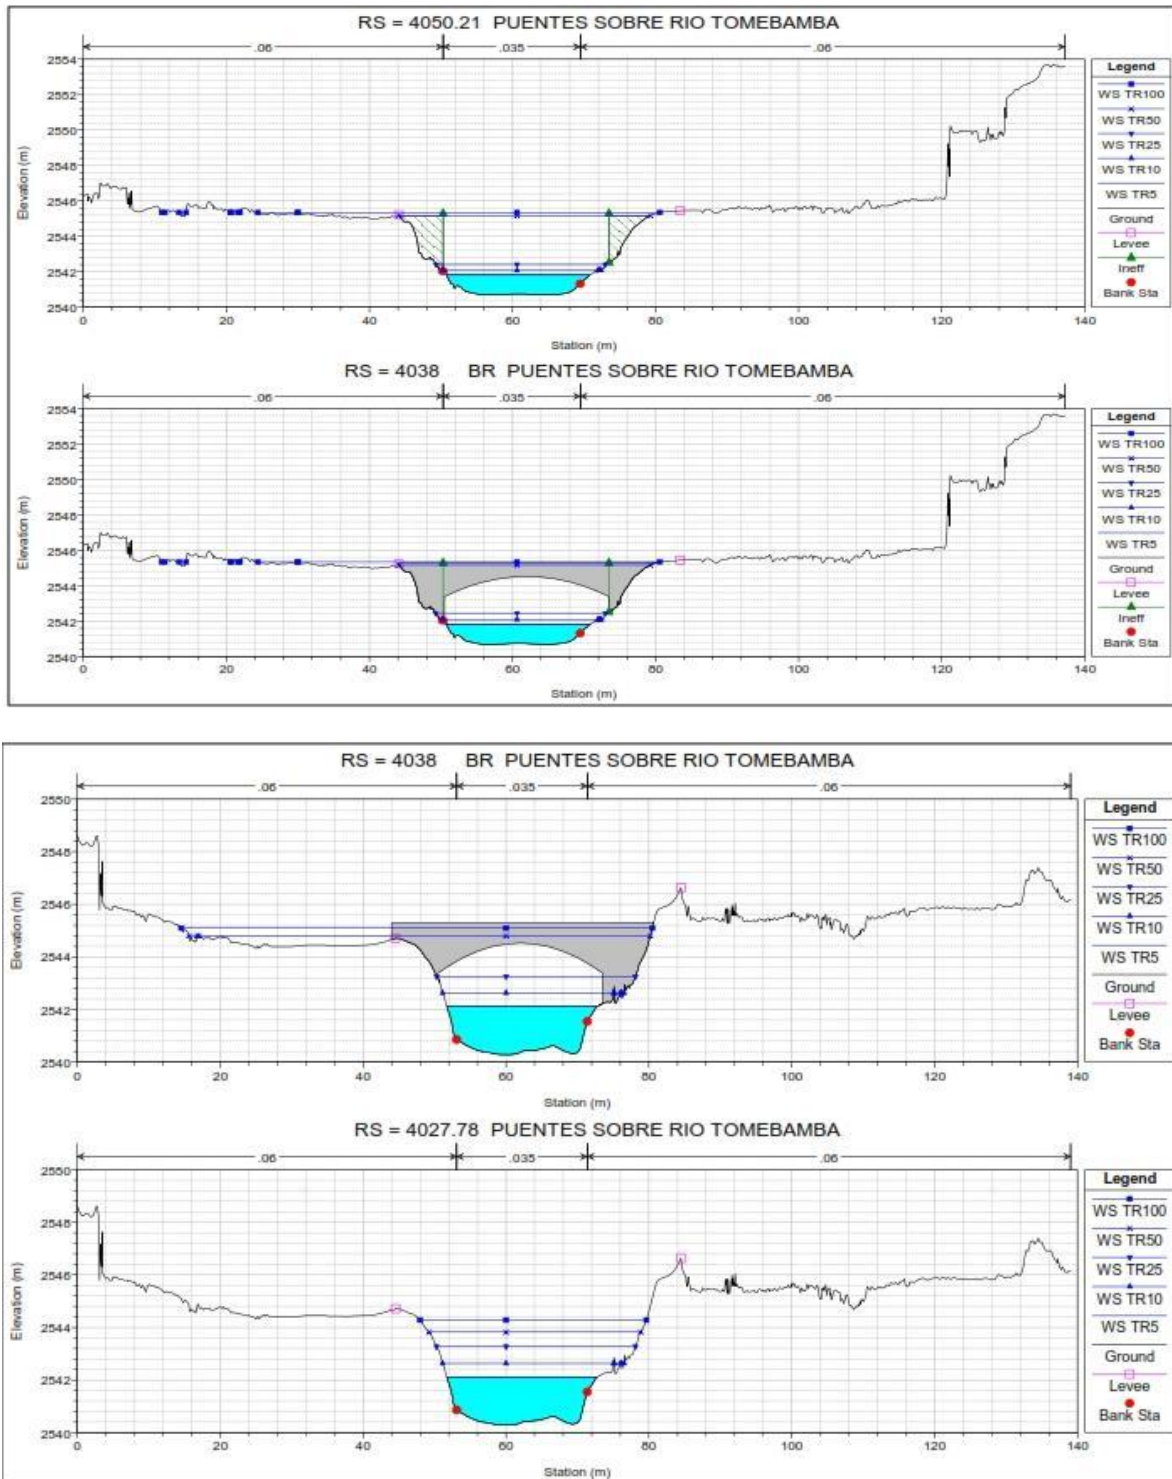 RS = 4050.21 PUENTES SOBRE RIO TOMEBAMBA
.06 .035 .06
2554
2552
2550
2548
2546
2544
2542
2540
Elevation (m)
0 20 40 60 80 100 120 140
Station (m)
Legend
WS TR100
WS TR50
WS TR25
WS TR10
WS TR5
Ground
Levee
Ineff
Bank Sta
RS = 4038 BR PUENTES SOBRE RIO TOMEBAMBA
.06 .035 .06
2554
2552
2550
2548
2546
2544
2542
2540
Elevation (m)
0 20 40 60 80 100 120 140
Station (m)
Legend
WS TR100
WS TR50
WS TR25
WS TR10
WS TR5
Ground
Levee
Ineff
Bank Sta
RS = 4038 BR PUENTES SOBRE RIO TOMEBAMBA
.06 .035 .06
2550
2548
2546
2544
2542
2540
Elevation (m)
0 20 40 60 80 100 120 140
Station (m)
Legend
WS TR100
WS TR50
WS TR25
WS TR10
WS TR5
Ground
Levee
Bank Sta
RS = 4027.78 PUENTES SOBRE RIO TOMEBAMBA
.06 .035 .06
2550
2548
2546
2544
2542
2540
Elevation (m)
0 20 40 60 80 100 120 140
Station (m)
Legend
WS TR100
WS TR50
WS TR25
WS TR10
WS TR5
Ground
Levee
Bank Sta